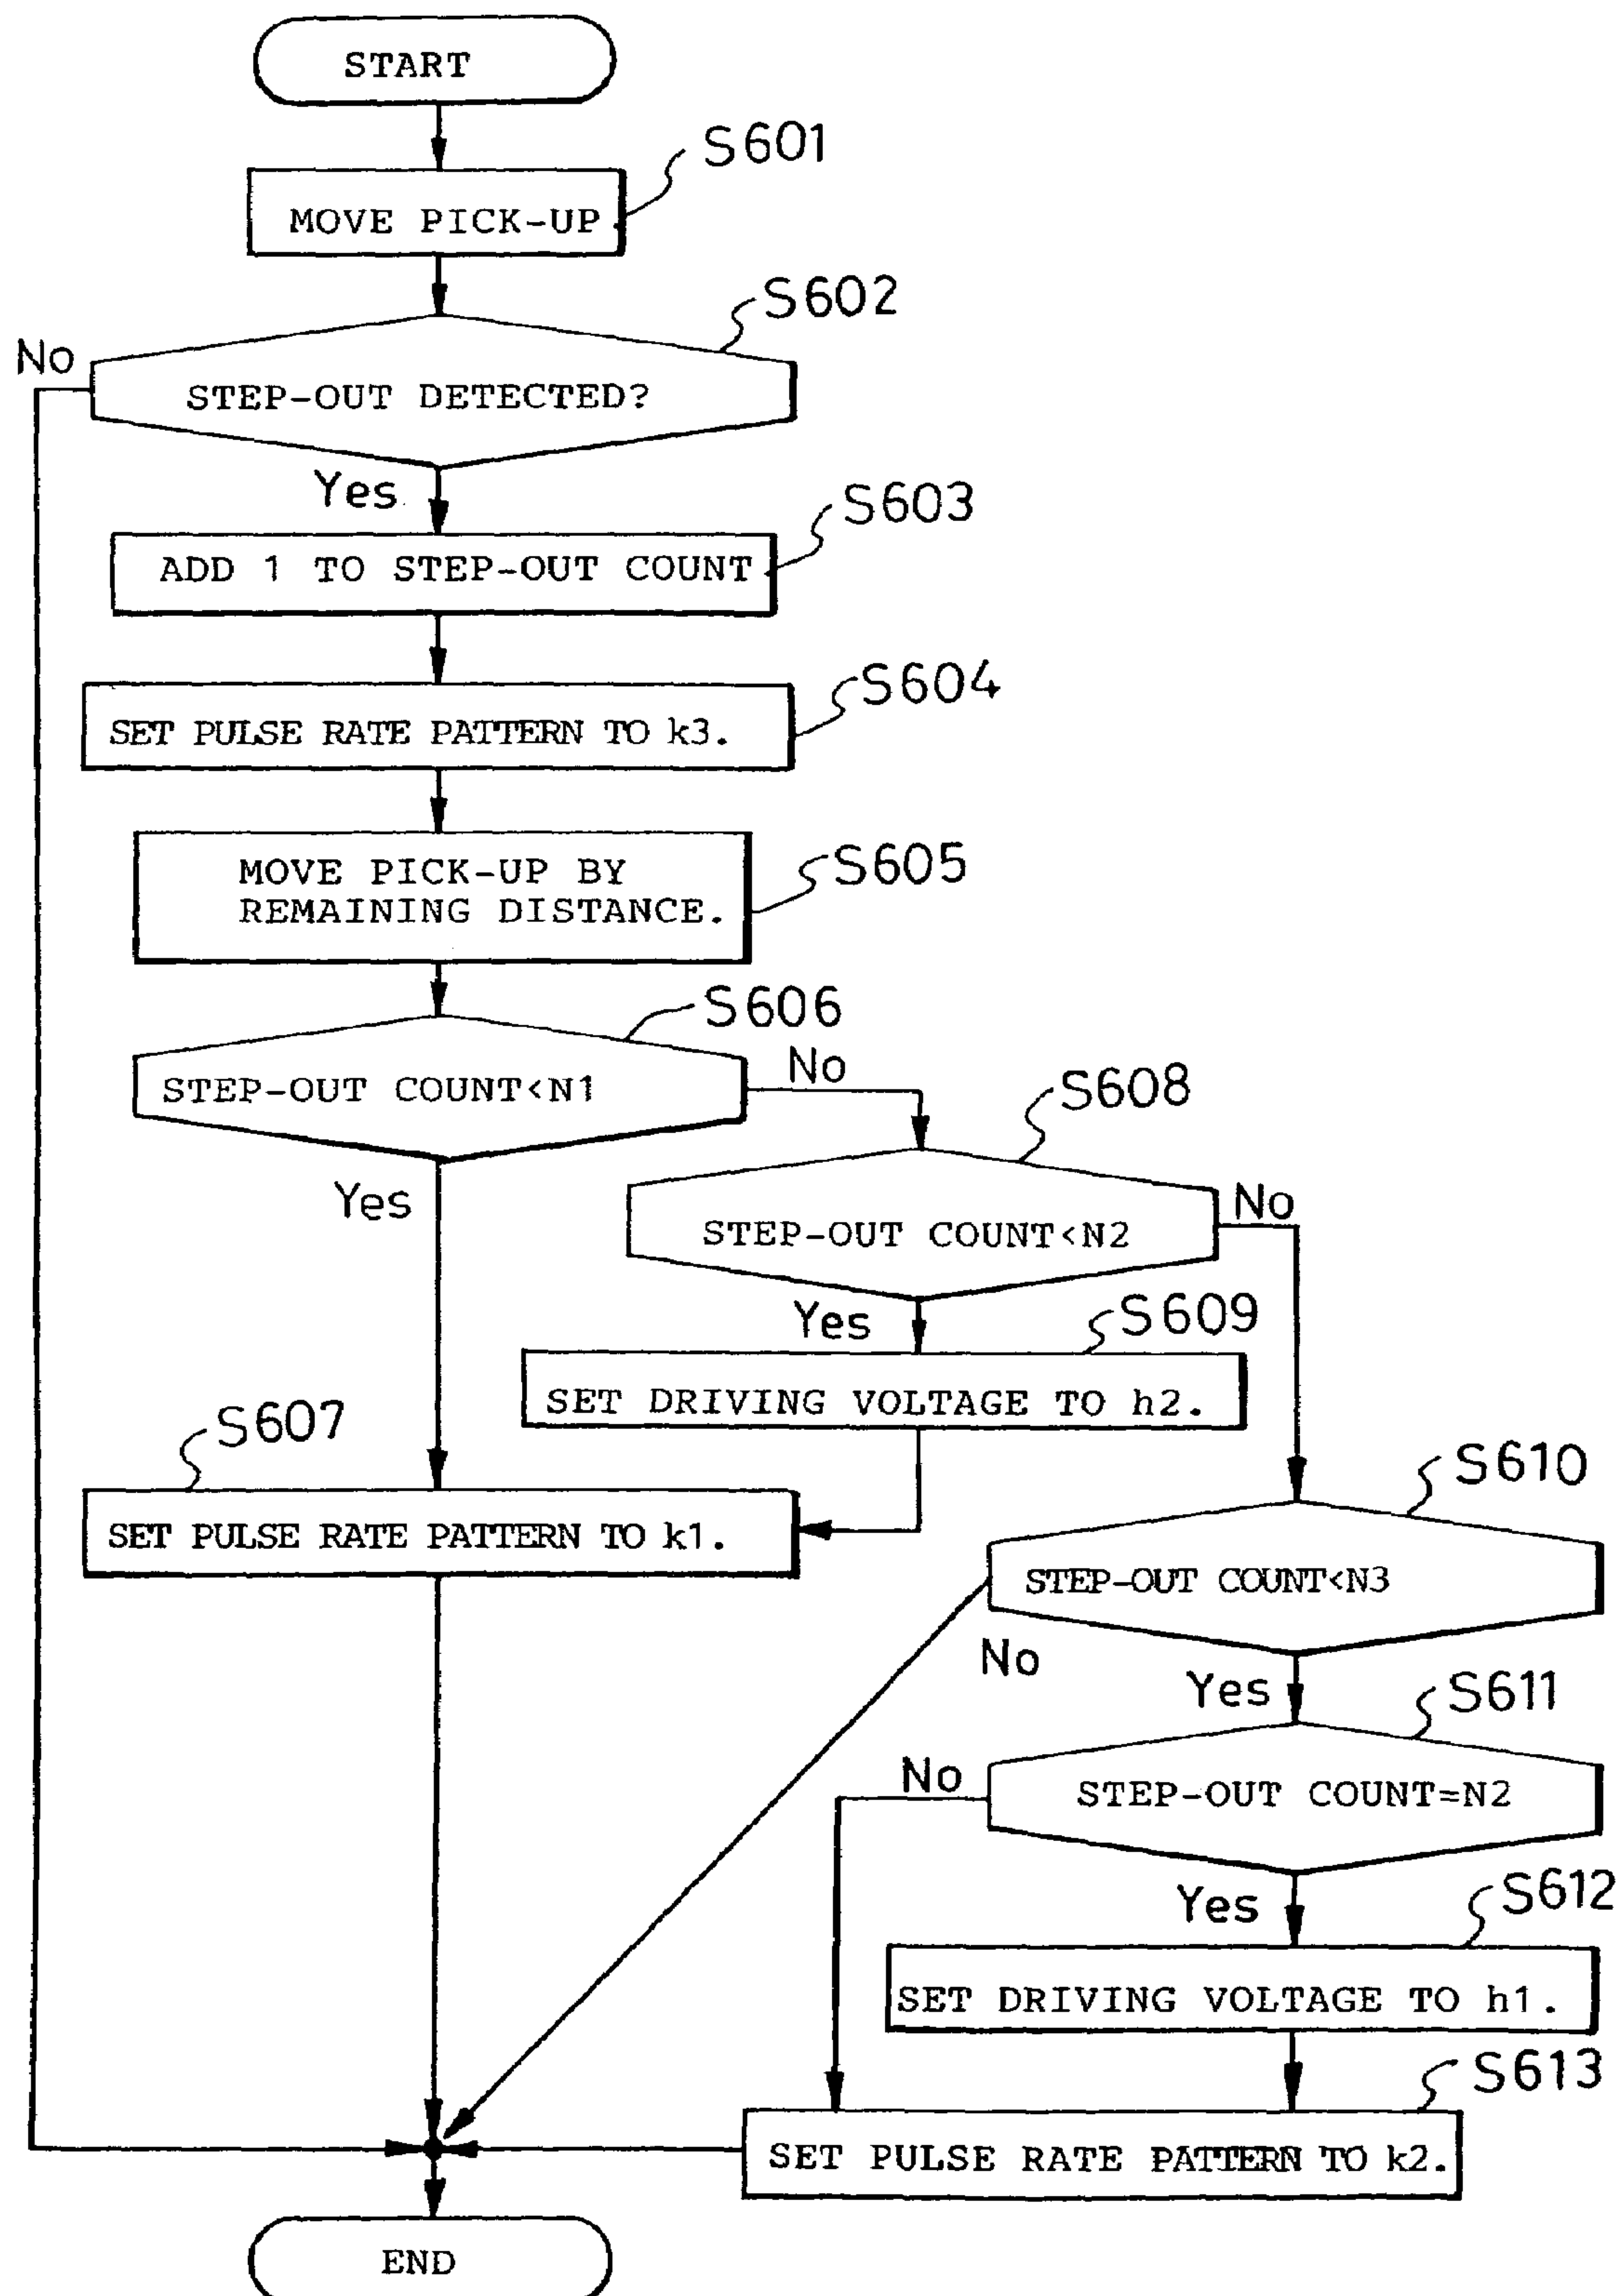 START
S601
MOVE PICK-UP
S602
No
STEP-OUT DETECTED?
Yes
S603
ADD 1 TO STEP-OUT COUNT
S604
SET PULSE RATE PATTERN TO k3.
S605
MOVE PICK-UP BY
REMAINING DISTANCE.
S606
STEP-OUT COUNT<N1
No
Yes
S608
STEP-OUT COUNT<N2
No
Yes
S609
SET DRIVING VOLTAGE TO h2.
S607
SET PULSE RATE PATTERN TO k1.
S610
STEP-OUT COUNT<N3
No
Yes
S611
STEP-OUT COUNT=N2
No
Yes
S612
SET DRIVING VOLTAGE TO h1.
S613
SET PULSE RATE PATTERN TO k2.
END